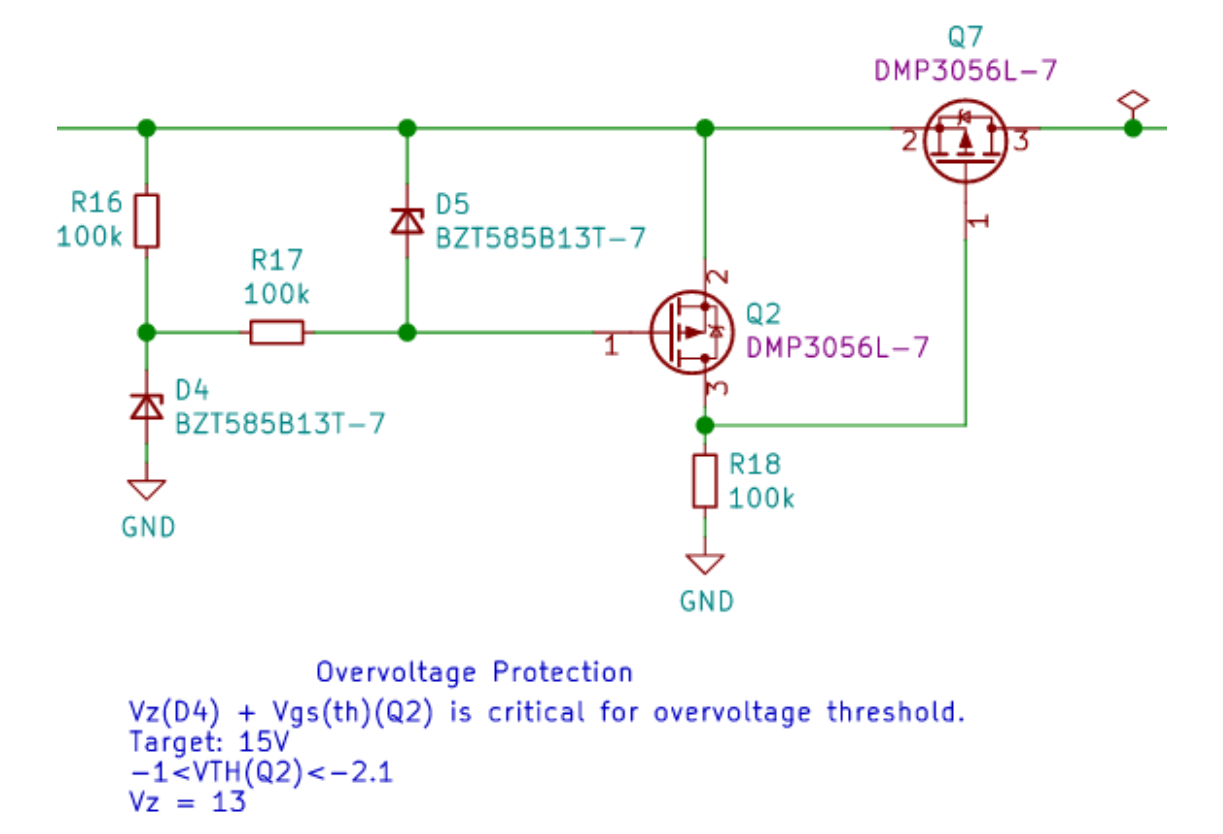 Q7
DMP3056L-7
2
3
1
R16
100k
D5
BZT585B13T-7
R17
100k
2
Q2
DMP3056L-7
1
3
D4
BZT585B13T-7
R18
100k
GND
GND
Overvoltage Protection
Vz(D4) + Vgs(th)(Q2) is critical for overvoltage threshold.
Target: 15V
-1<VTH(Q2)<-2.1
Vz = 13